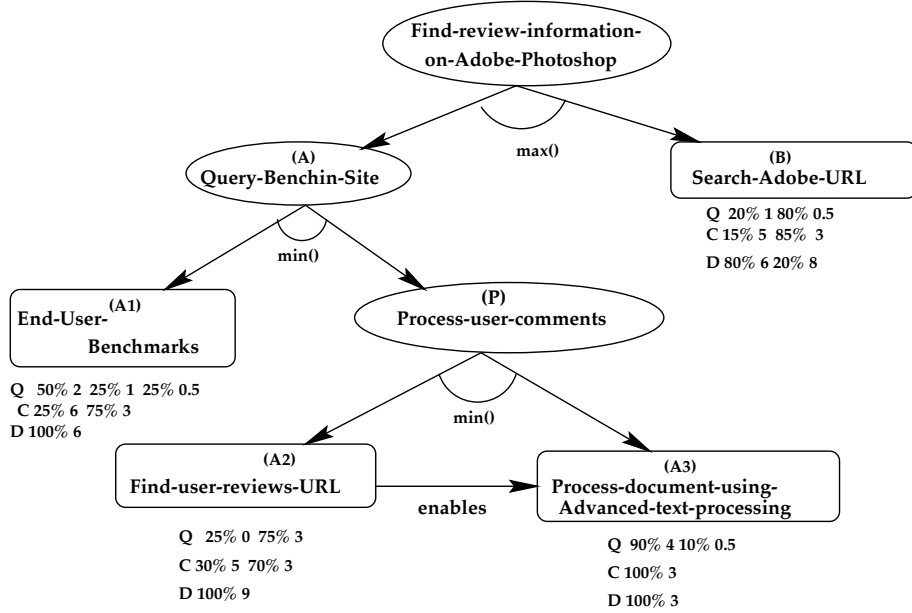 Find-review-information-
on-Adobe-Photoshop
max()
(A)
Query-Benchin-Site
(B)
Search-Adobe-URL
Q 20% 1 80% 0.5
C 15% 5 85% 3
D 80% 6 20% 8
min()
(A1)
End-User-
Benchmarks
Q 50% 2 25% 1 25% 0.5
C 25% 6 75% 3
D 100% 6
(P)
Process-user-comments
min()
(A2)
Find-user-reviews-URL
Q 25% 0 75% 3
C 30% 5 70% 3
D 100% 9
enables
(A3)
Process-document-using-
Advanced-text-processing
Q 90% 4 10% 0.5
C 100% 3
D 100% 3